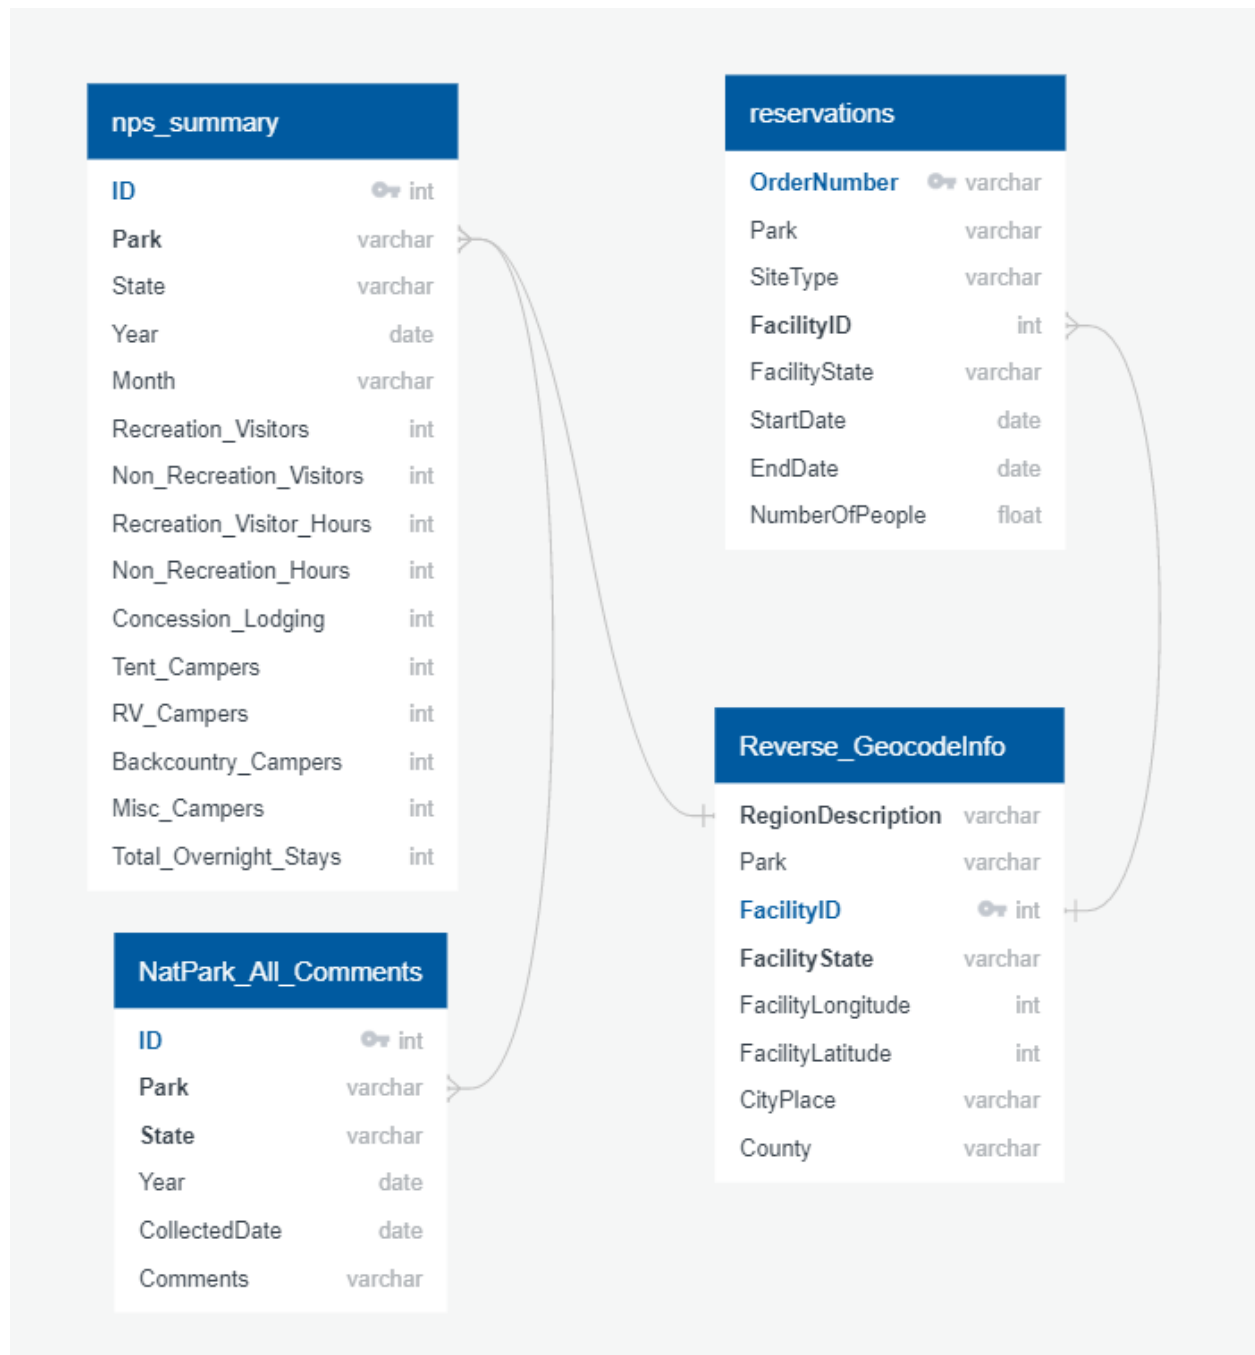 nps_summary
ID int
Park varchar
State varchar
Year date
Month varchar
Recreation_Visitors int
Non_Recreation_Visitors int
Recreation_Visitor_Hours int
Non_Recreation_Hours int
Concession_Lodging int
Tent_Campers int
RV_Campers int
Backcountry_Campers int
Misc_Campers int
Total_Overnight_Stays int
NatPark_All_Comments
ID int
Park varchar
State varchar
Year date
CollectedDate date
Comments varchar
reservations
OrderNumber varchar
Park varchar
SiteType varchar
FacilityID int
FacilityState varchar
StartDate date
EndDate date
NumberOfPeople float
Reverse_GeocodeInfo
RegionDescription varchar
Park varchar
FacilityID int
FacilityState varchar
FacilityLongitude int
FacilityLatitude int
CityPlace varchar
County varchar